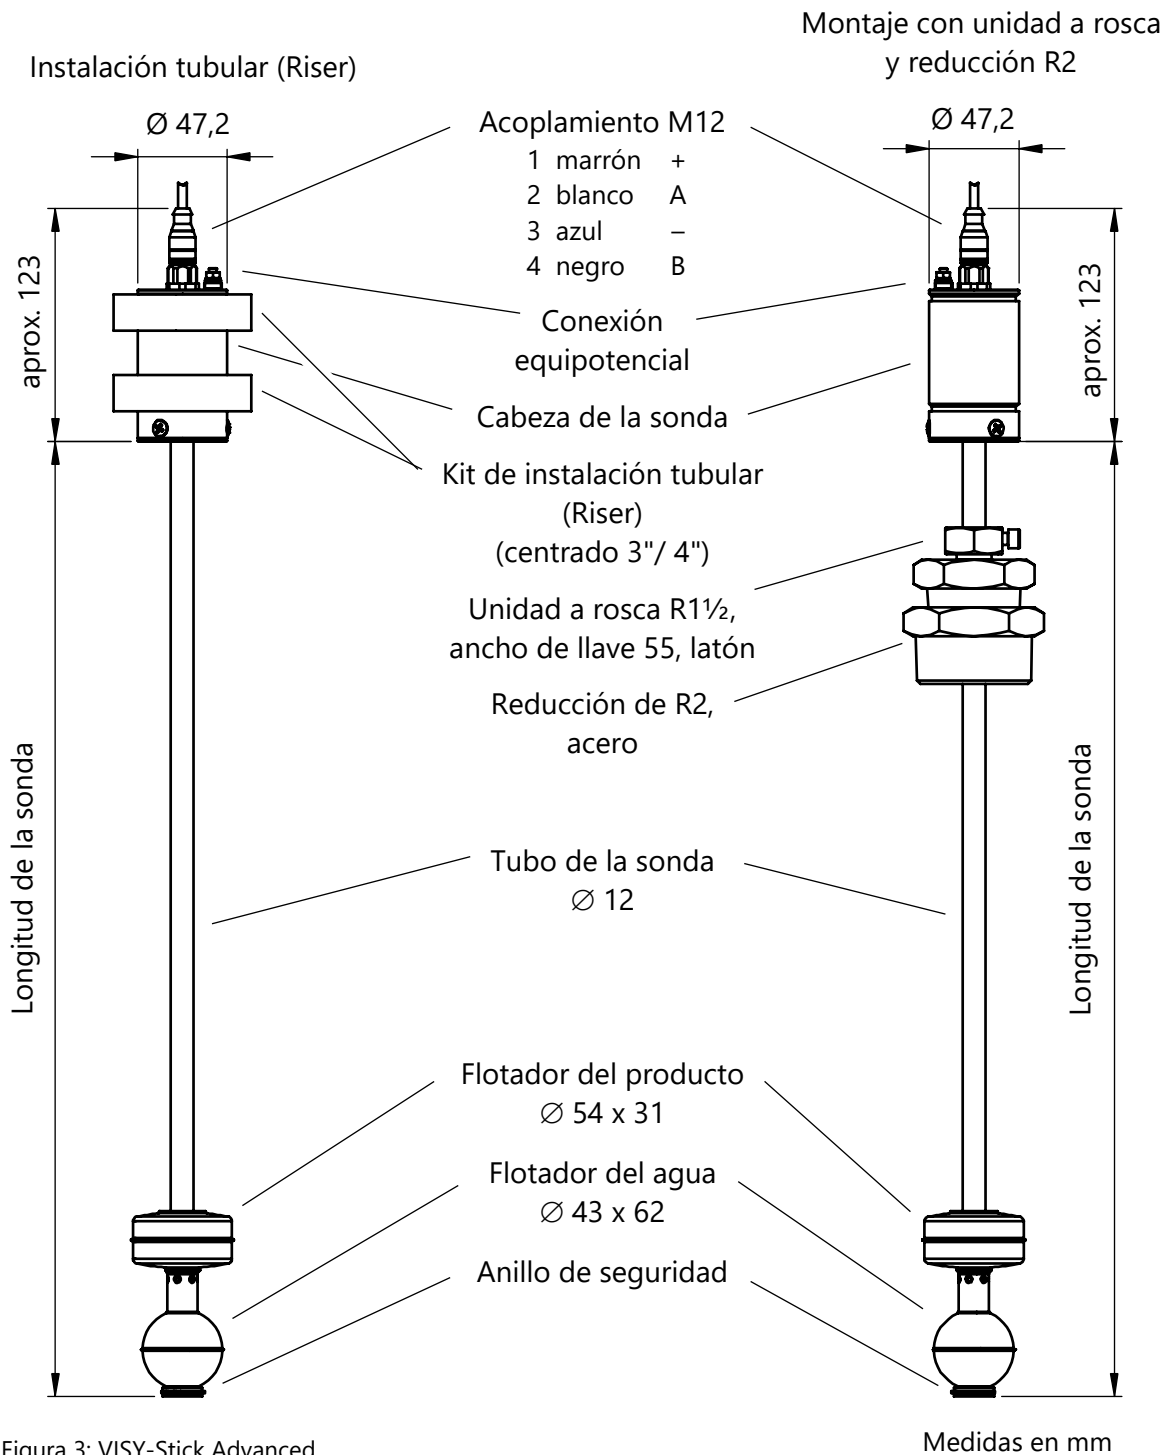 Montaje con unidad a rosca
y reducción R2
Instalación tubular (Riser)
Ø 47,2
Acoplamiento M12
Ø 47,2
1 marrón +
2 blanco A
3 azul –
4 negro B
aprox. 123
aprox. 123
Conexión
equipotencial
Cabeza de la sonda
Kit de instalación tubular
(Riser)
(centrado 3"/ 4")
Unidad a rosca R1½,
ancho de llave 55, latón
Reducción de R2,
acero
Longitud de la sonda
Longitud de la sonda
Tubo de la sonda
∅ 12
Flotador del producto
∅ 54 x 31
Flotador del agua
∅ 43 x 62
Anillo de seguridad
Medidas en mm
Figura 3: VISY-Stick Advanced